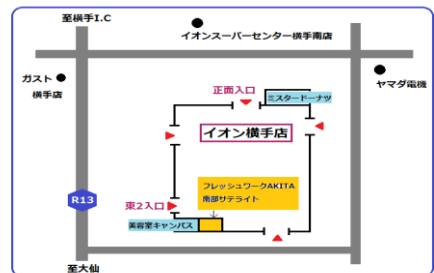 至横手I.C
イオンスーパーセンター横手南店
ガスト
横手店
ヤマダ電機
正面入口
ミスタードーナツ
イオン横手店
R13
フレッシュワークAKITA
南部サテライト
東2入口
美容室キャンパス
至大仙